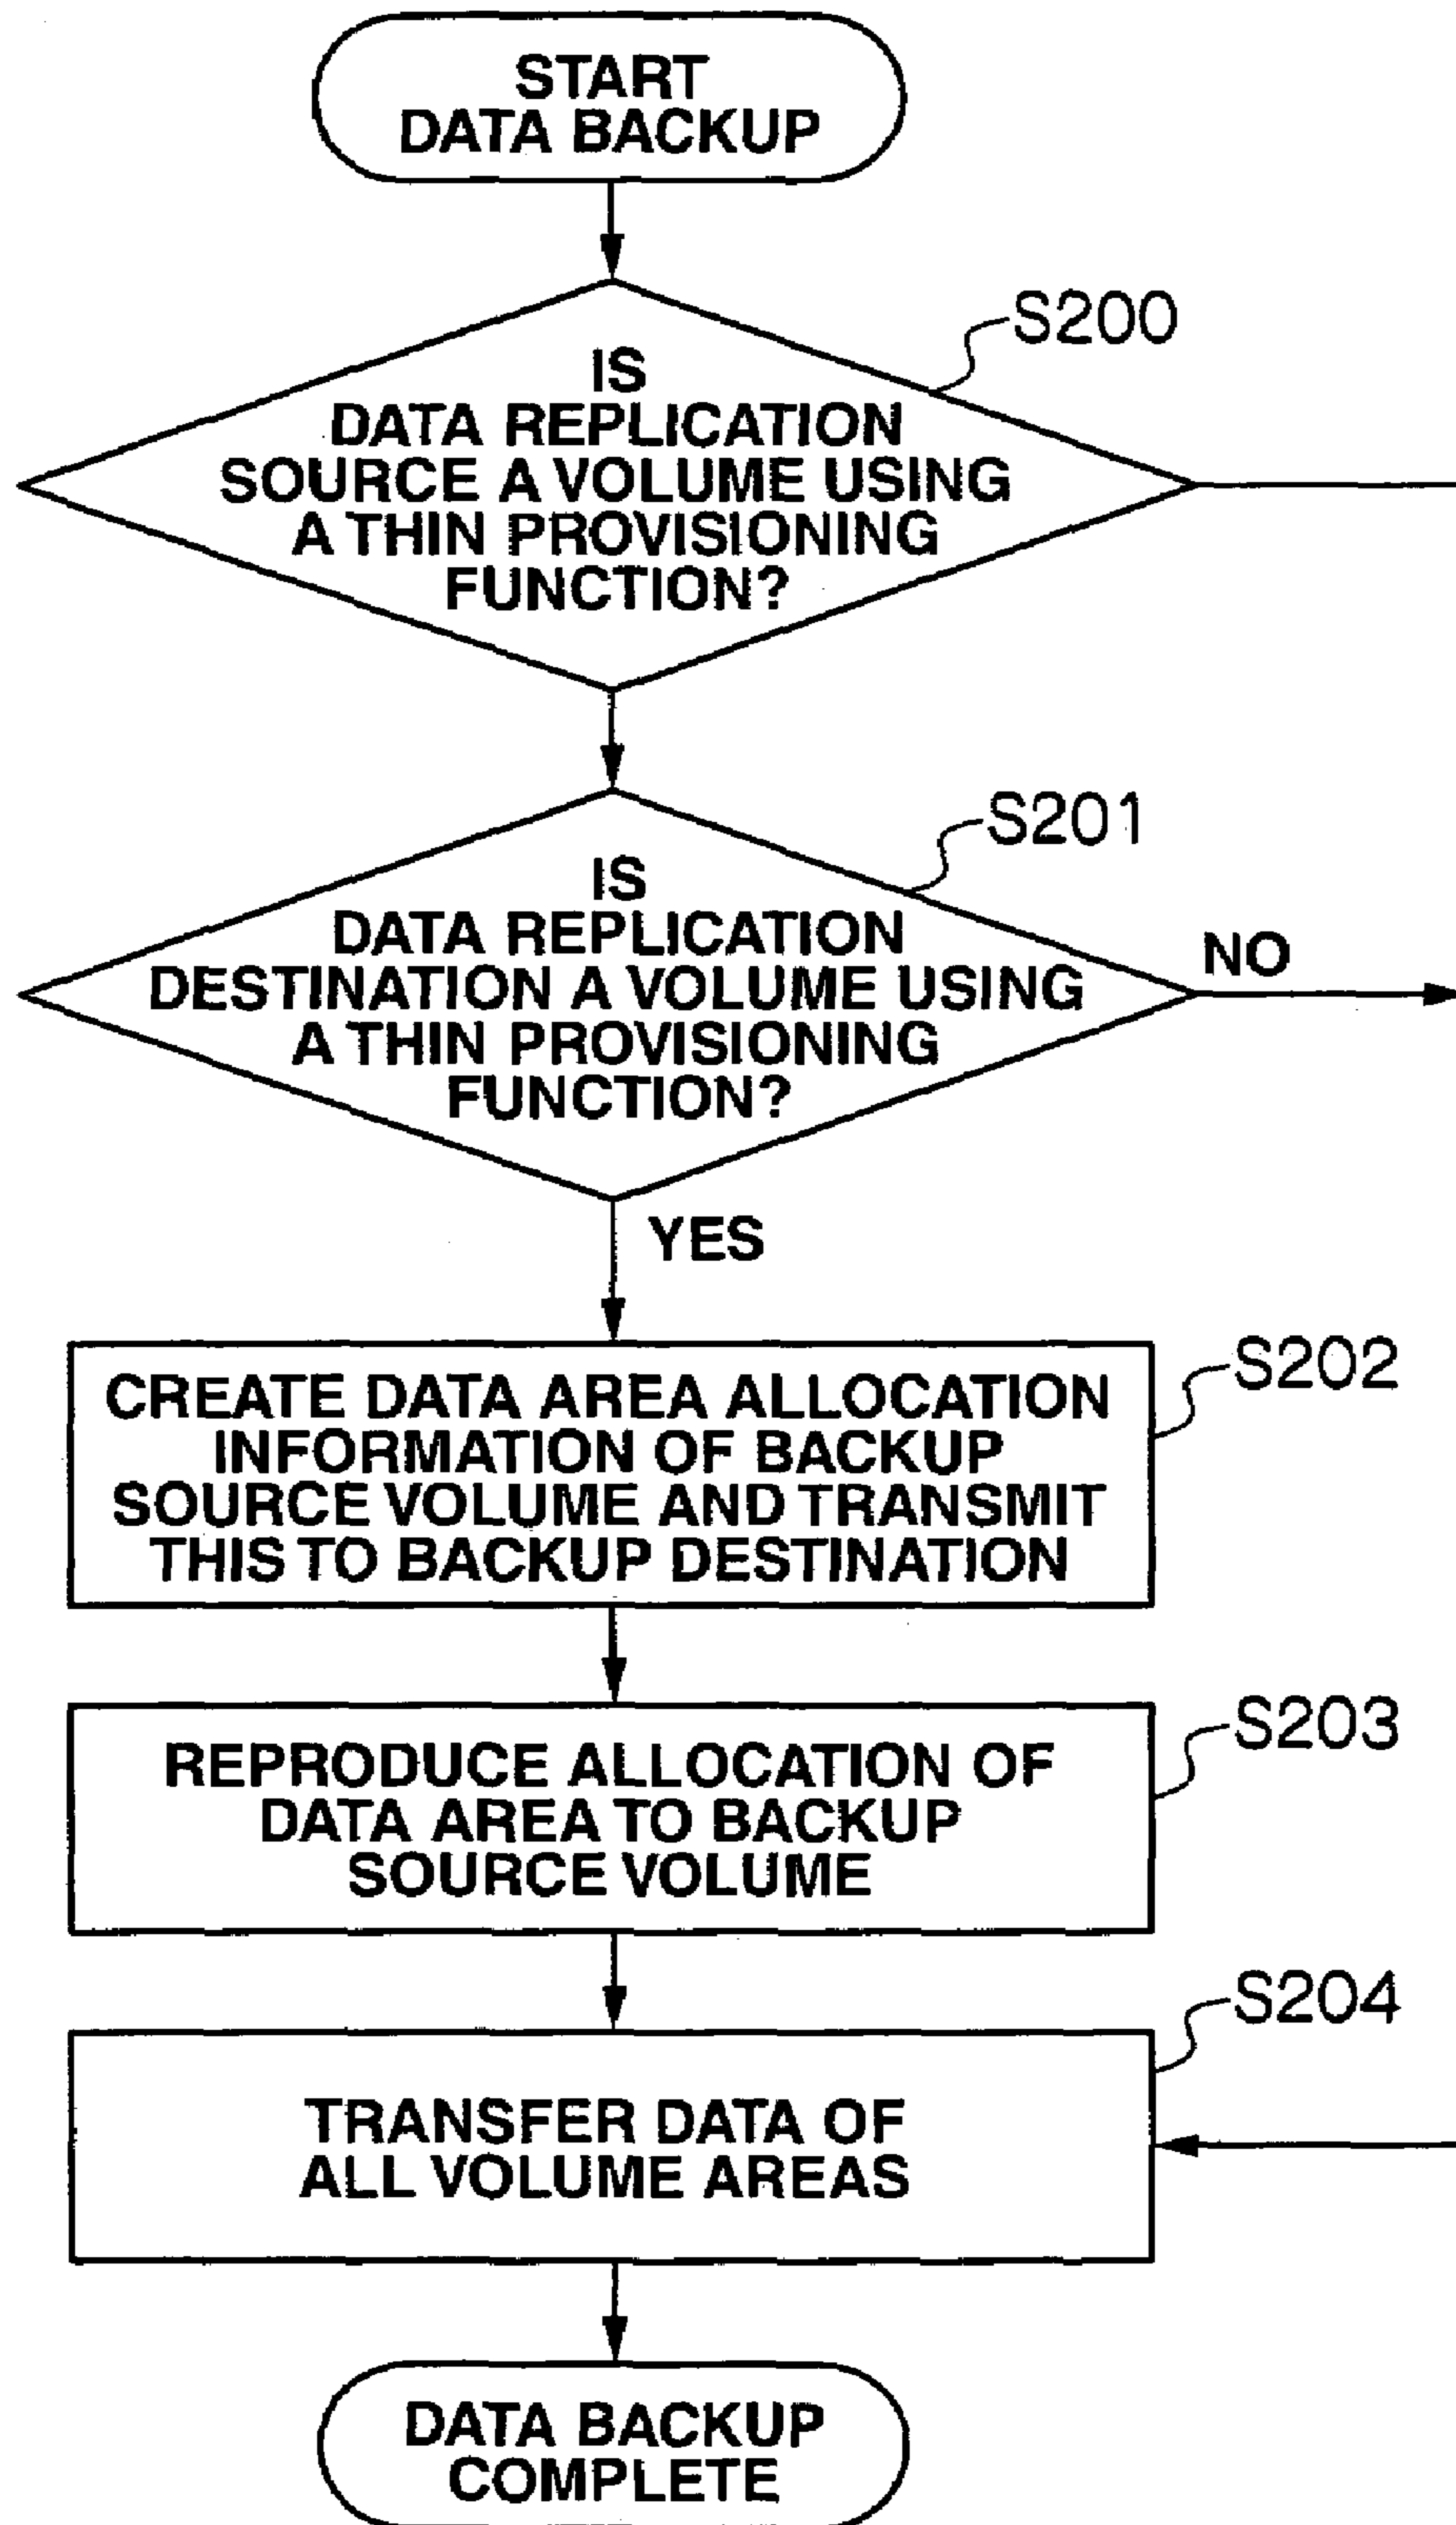 START
DATA BACKUP
S200
IS
DATA REPLICATION
SOURCE A VOLUME USING
A THIN PROVISIONING
FUNCTION?
S201
IS
DATA REPLICATION
DESTINATION A VOLUME USING
A THIN PROVISIONING
FUNCTION?
NO
YES
S202
CREATE DATA AREA ALLOCATION
INFORMATION OF BACKUP
SOURCE VOLUME AND TRANSMIT
THIS TO BACKUP DESTINATION
S203
REPRODUCE ALLOCATION OF
DATA AREA TO BACKUP
SOURCE VOLUME
S204
TRANSFER DATA OF
ALL VOLUME AREAS
DATA BACKUP
COMPLETE